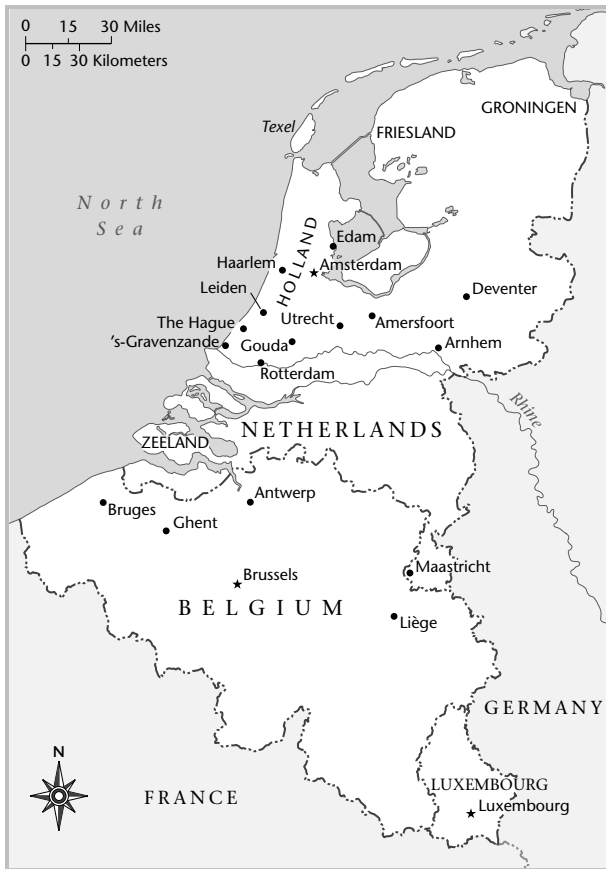 0 15 30 Miles
0 15 30 Kilometers
GRONINGEN
Texel
FRIESLAND
North
Sea
HOLLAND
Edam
Haarlem
Amsterdam
Leiden
Deventer
The Hague
Utrecht
Amersfoort
's-Gravenzande
Gouda
Arnhem
Rotterdam
Rhine
ZEELAND
NETHERLANDS
Antwerp
Bruges
Ghent
Maastricht
Brussels
BELGIUM
Liège
GERMANY
N
LUXEMBOURG
FRANCE
Luxembourg